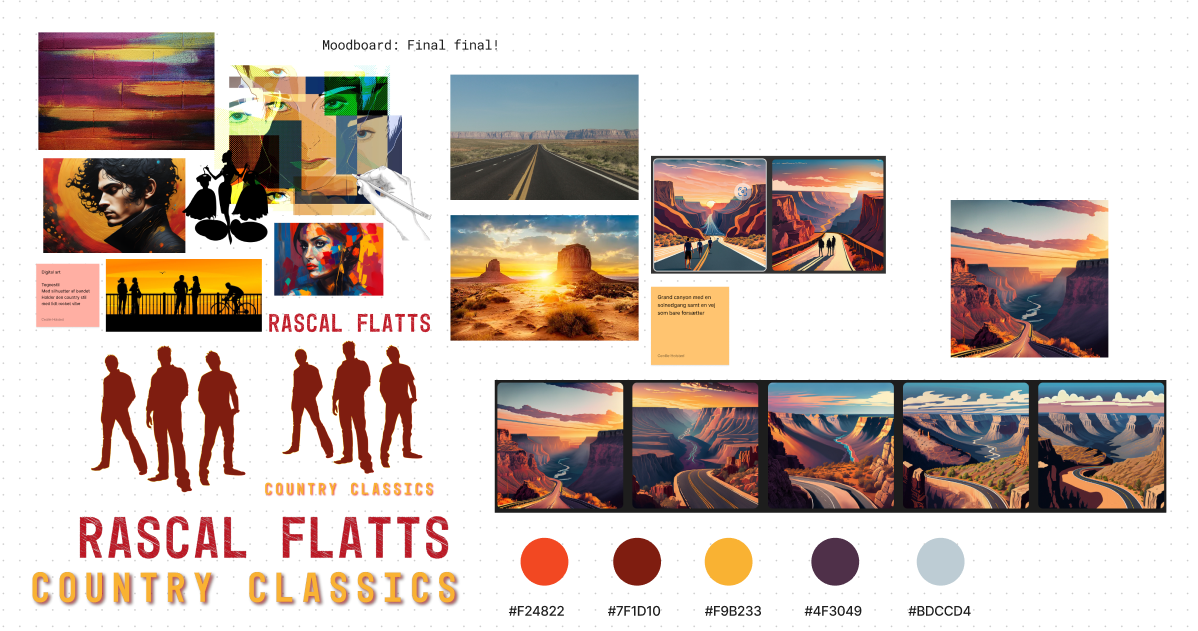 Moodboard: Final final!
Digital art
Tegnestil
Med silhuetter af bandet
Holder den country stil
med lidt rocket vibe
RASCAL FLATTS
COUNTRY CLASSICS
RASCAL FLATTS
COUNTRY CLASSICS
Grand canyon med en
solnedgang samt en vej
som bare forsætter
#F24822
#7F1D10
#F9B233
#4F3049
#BDCCD4